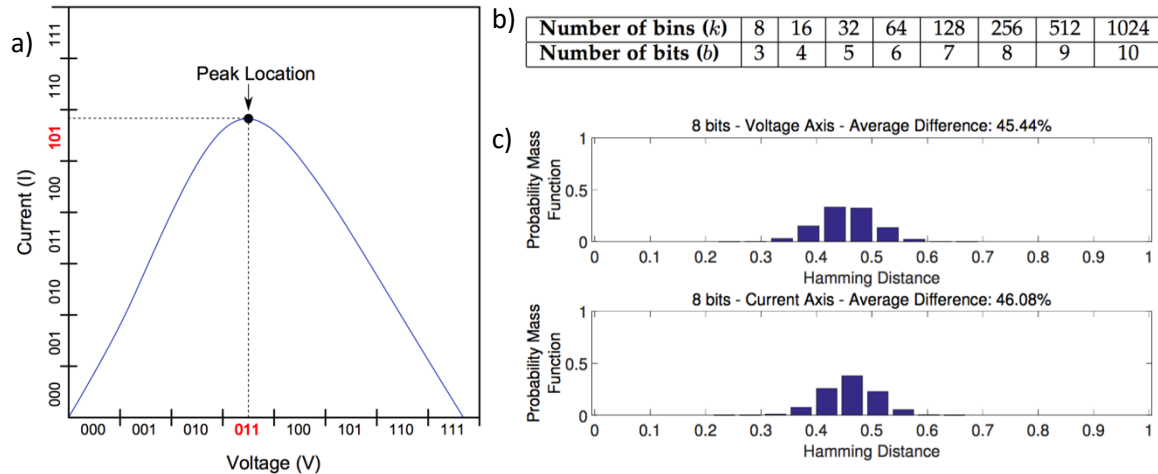 a)
Peak Location
Current (I)
111
110
101
100
011
010
001
000
000 001 010 011 100 101 110 111
Voltage (V)
b)
Number of bins (k) 8 16 32 64 128 256 512 1024
Number of bits (b) 3 4 5 6 7 8 9 10
c)
8 bits - Voltage Axis - Average Difference: 45.44%
Probability Mass
Function
1
0.5
0
0 0.1 0.2 0.3 0.4 0.5 0.6 0.7 0.8 0.9 1
Hamming Distance
8 bits - Current Axis - Average Difference: 46.08%
Probability Mass
Function
1
0.5
0
0 0.1 0.2 0.3 0.4 0.5 0.6 0.7 0.8 0.9 1
Hamming Distance